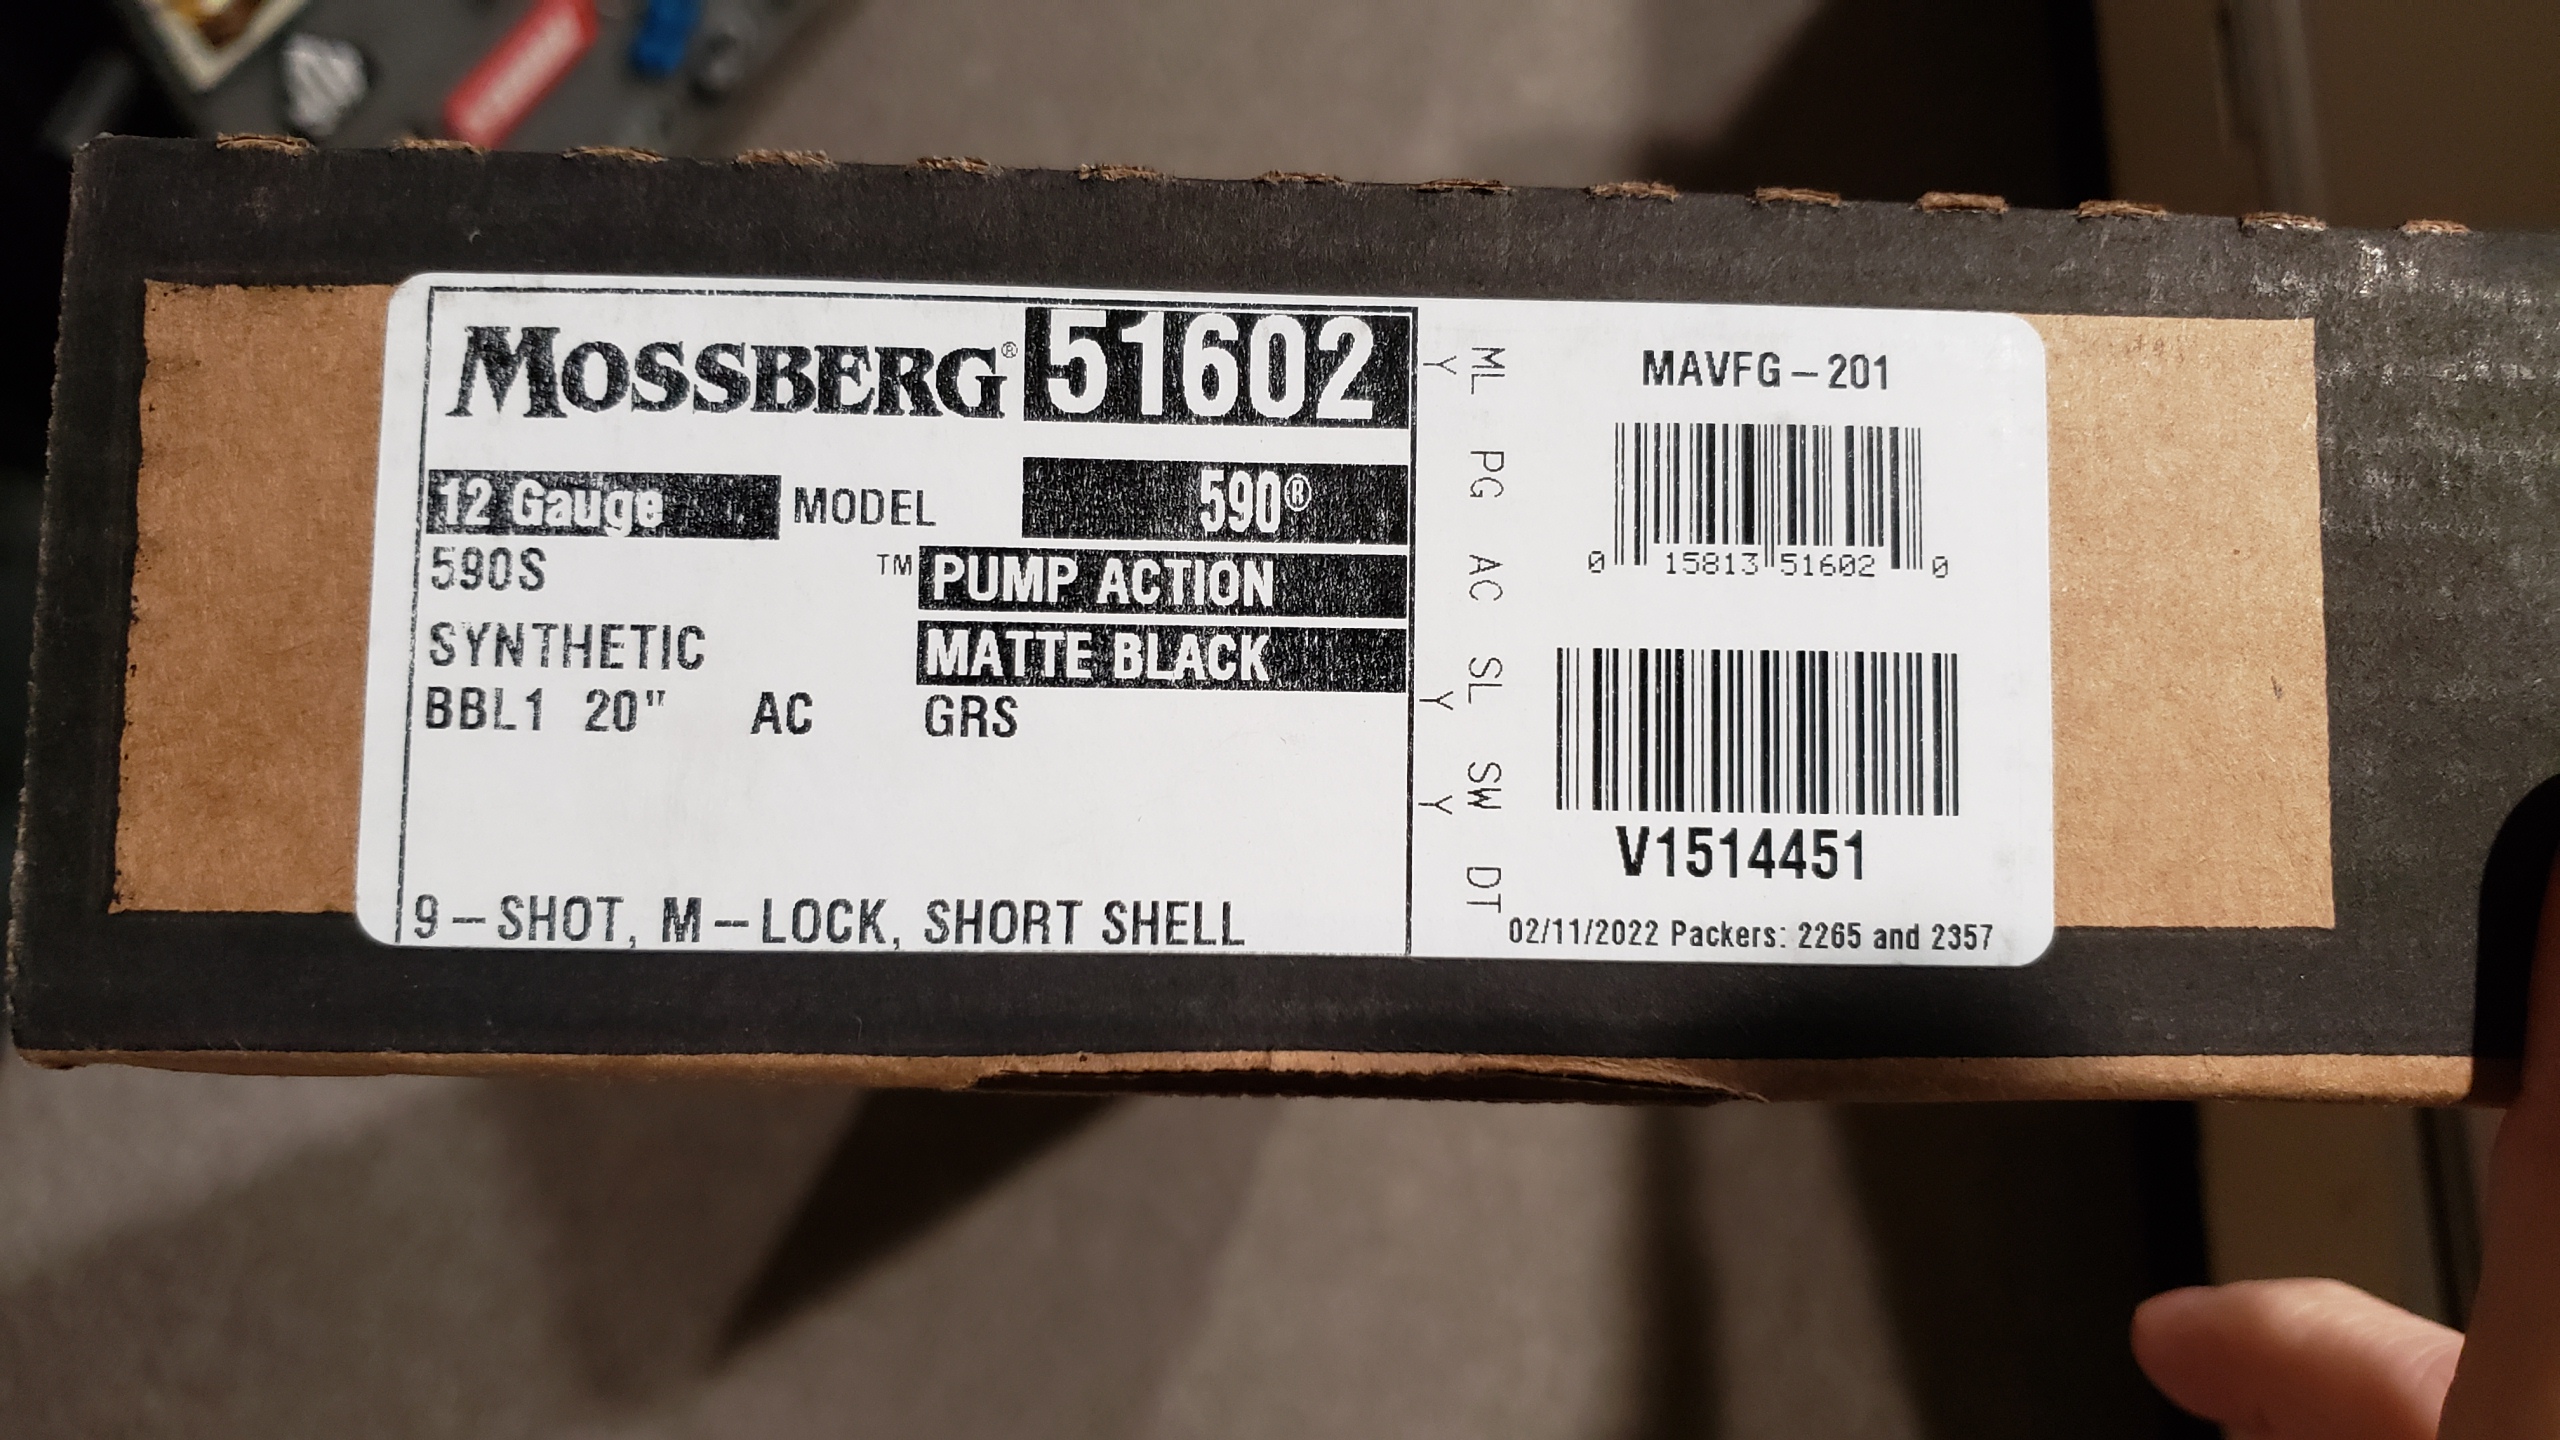 MOSSBERG® 51602
12 Gauge MODEL 590®
590S ™ PUMP ACTION
SYNTHETIC MATTE BLACK
BBL1 20" AC GRS
9-SHOT, M-LOCK, SHORT SHELL
ML PG AC SL SW DT
Y Y Y
MAVFG-201
0 15813 51602 0
V1514451
02/11/2022 Packers: 2265 and 2357